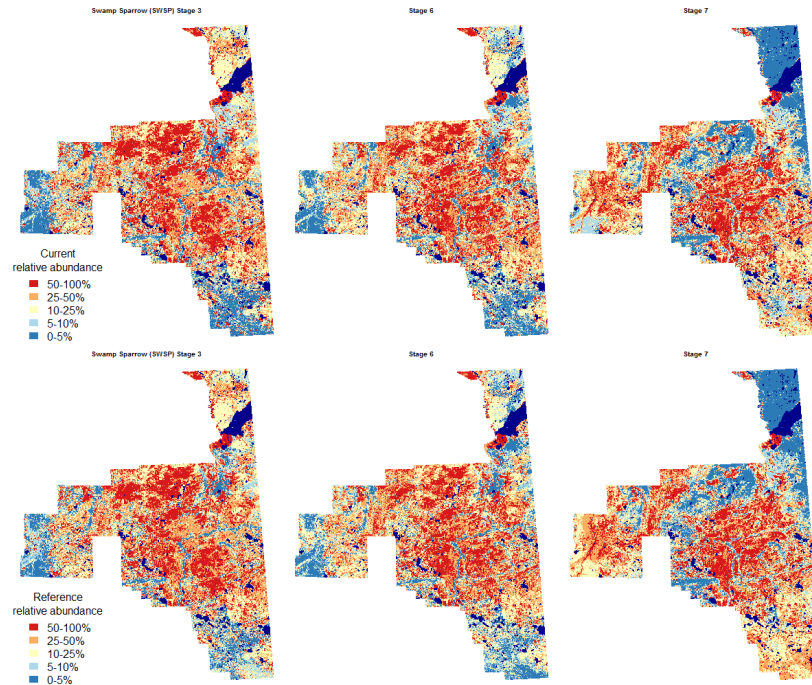 Swamp Sparrow (SWSP) Stage 3
Stage 6
Stage 7
Current
relative abundance
50-100%
25-50%
10-25%
5-10%
0-5%
Swamp Sparrow (SWSP) Stage 3
Stage 6
Stage 7
Reference
relative abundance
50-100%
25-50%
10-25%
5-10%
0-5%